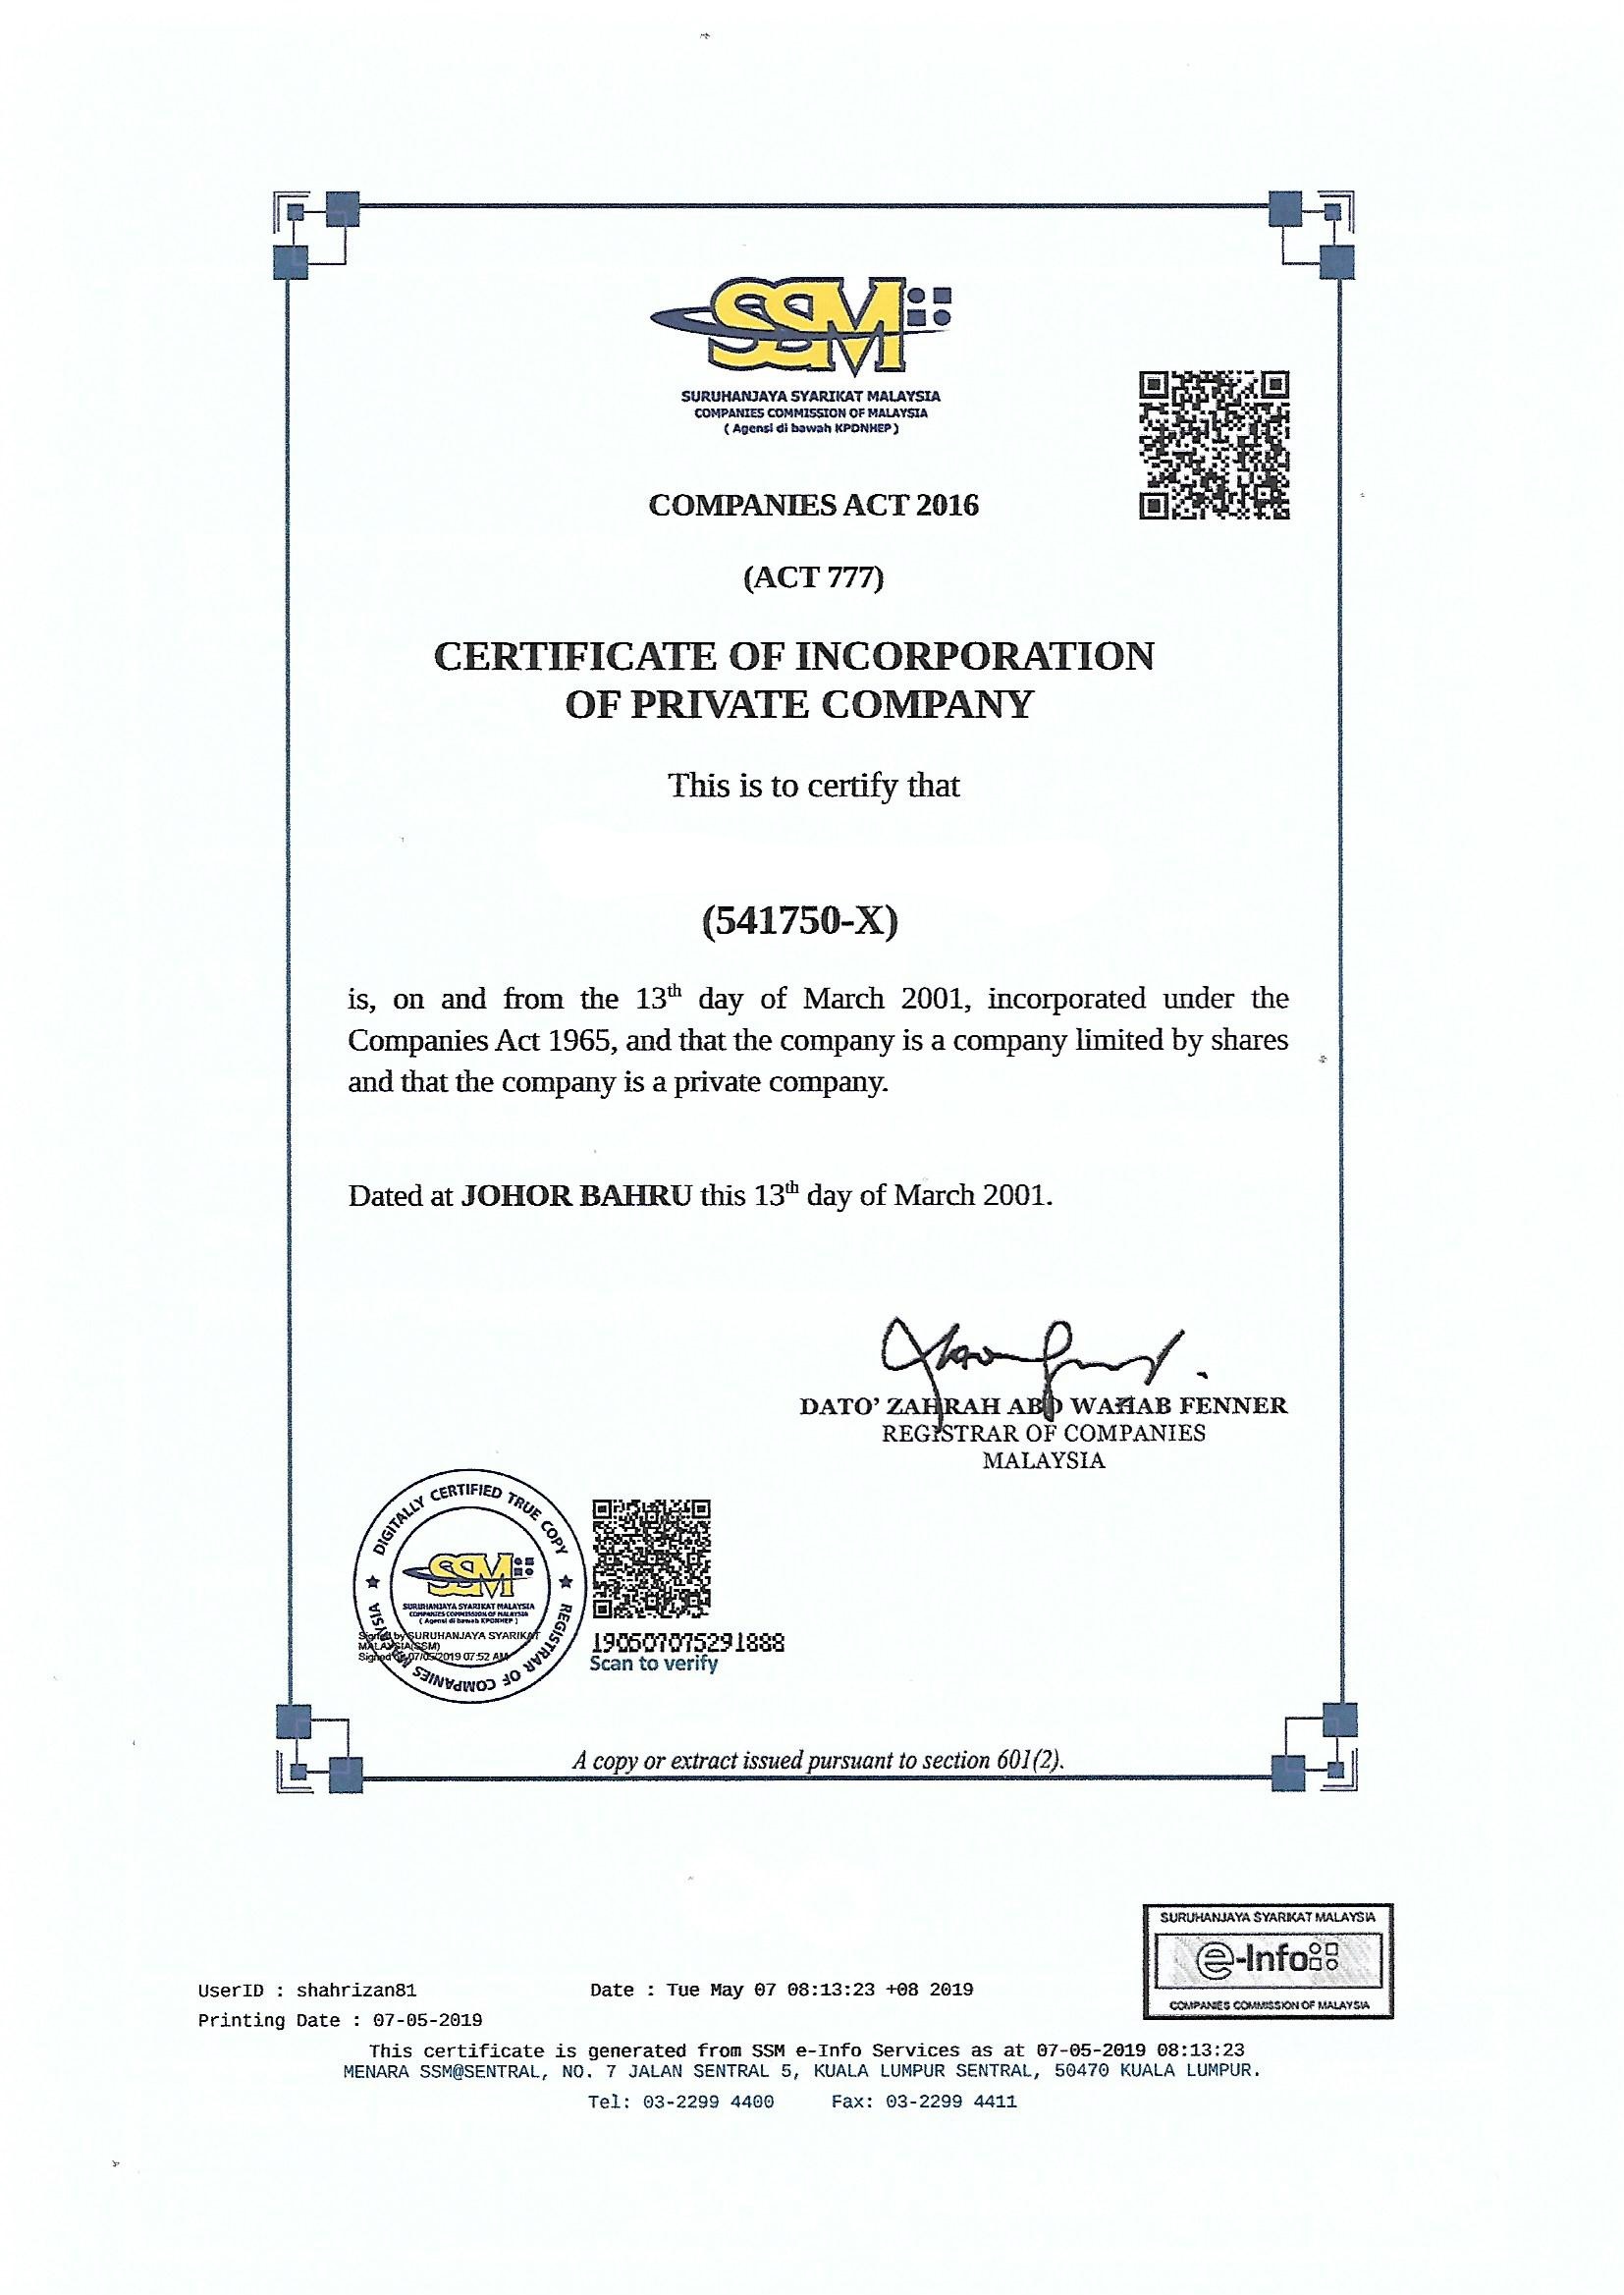 SSM
SURUHANJAYA SYARIKAT MALAYSIA
COMPANIES COMMISSION OF MALAYSIA
( Agensi di bawah KPDNHEP )
COMPANIES ACT 2016
(ACT 777)
CERTIFICATE OF INCORPORATION
OF PRIVATE COMPANY
This is to certify that
(541750-X)
is, on and from the 13th day of March 2001, incorporated under the
Companies Act 1965, and that the company is a company limited by shares
and that the company is a private company.
Dated at JOHOR BAHRU this 13th day of March 2001.
DATO’ ZAHRAH ABD WAHAB FENNER
REGISTRAR OF COMPANIES
MALAYSIA
DIGITALLY CERTIFIED TRUE COPY
REGISTRAR OF COMPANIES MALAYSIA
SSM
SURUHANJAYA SYARIKAT MALAYSIA
COMPANIES COMMISSION OF MALAYSIA
( Agensi di bawah KPDNHEP )
Signed by SURUHANJAYA SYARIKAT
MALAYSIA(SSM)
Signed on 07/05/2019 07:52 AM
190507075291888
Scan to verify
A copy or extract issued pursuant to section 601(2).
SURUHANJAYA SYARIKAT MALAYSIA
e-Info
COMPANIES COMMISSION OF MALAYSIA
UserID : shahrizan81 Date : Tue May 07 08:13:23 +08 2019
Printing Date : 07-05-2019
This certificate is generated from SSM e-Info Services as at 07-05-2019 08:13:23
MENARA SSM@SENTRAL, NO. 7 JALAN SENTRAL 5, KUALA LUMPUR SENTRAL, 50470 KUALA LUMPUR.
Tel: 03-2299 4400 Fax: 03-2299 4411